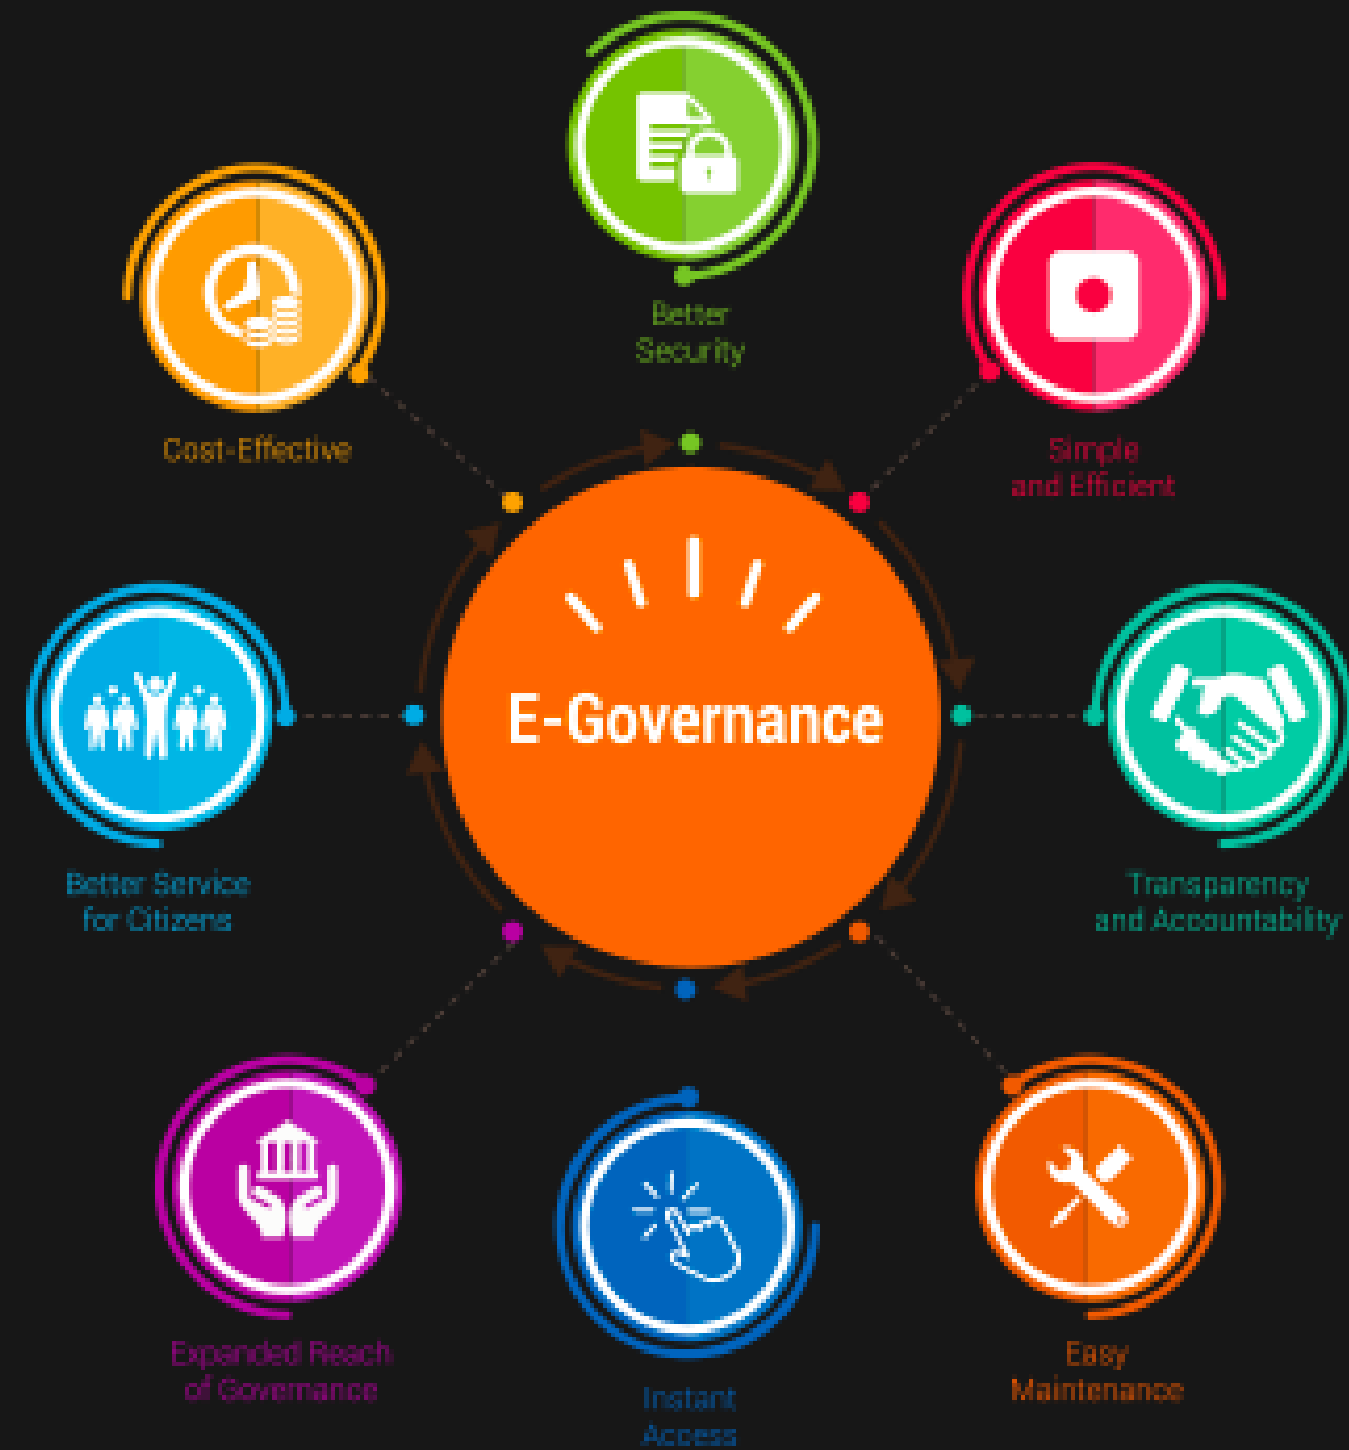 Better
Security
Cost-Effective
Simple
and Efficient
E-Governance
Better Service
for Citizens
Transparency
and Accountability
Expanded Reach
of Governance
Instant
Access
Easy
Maintenance